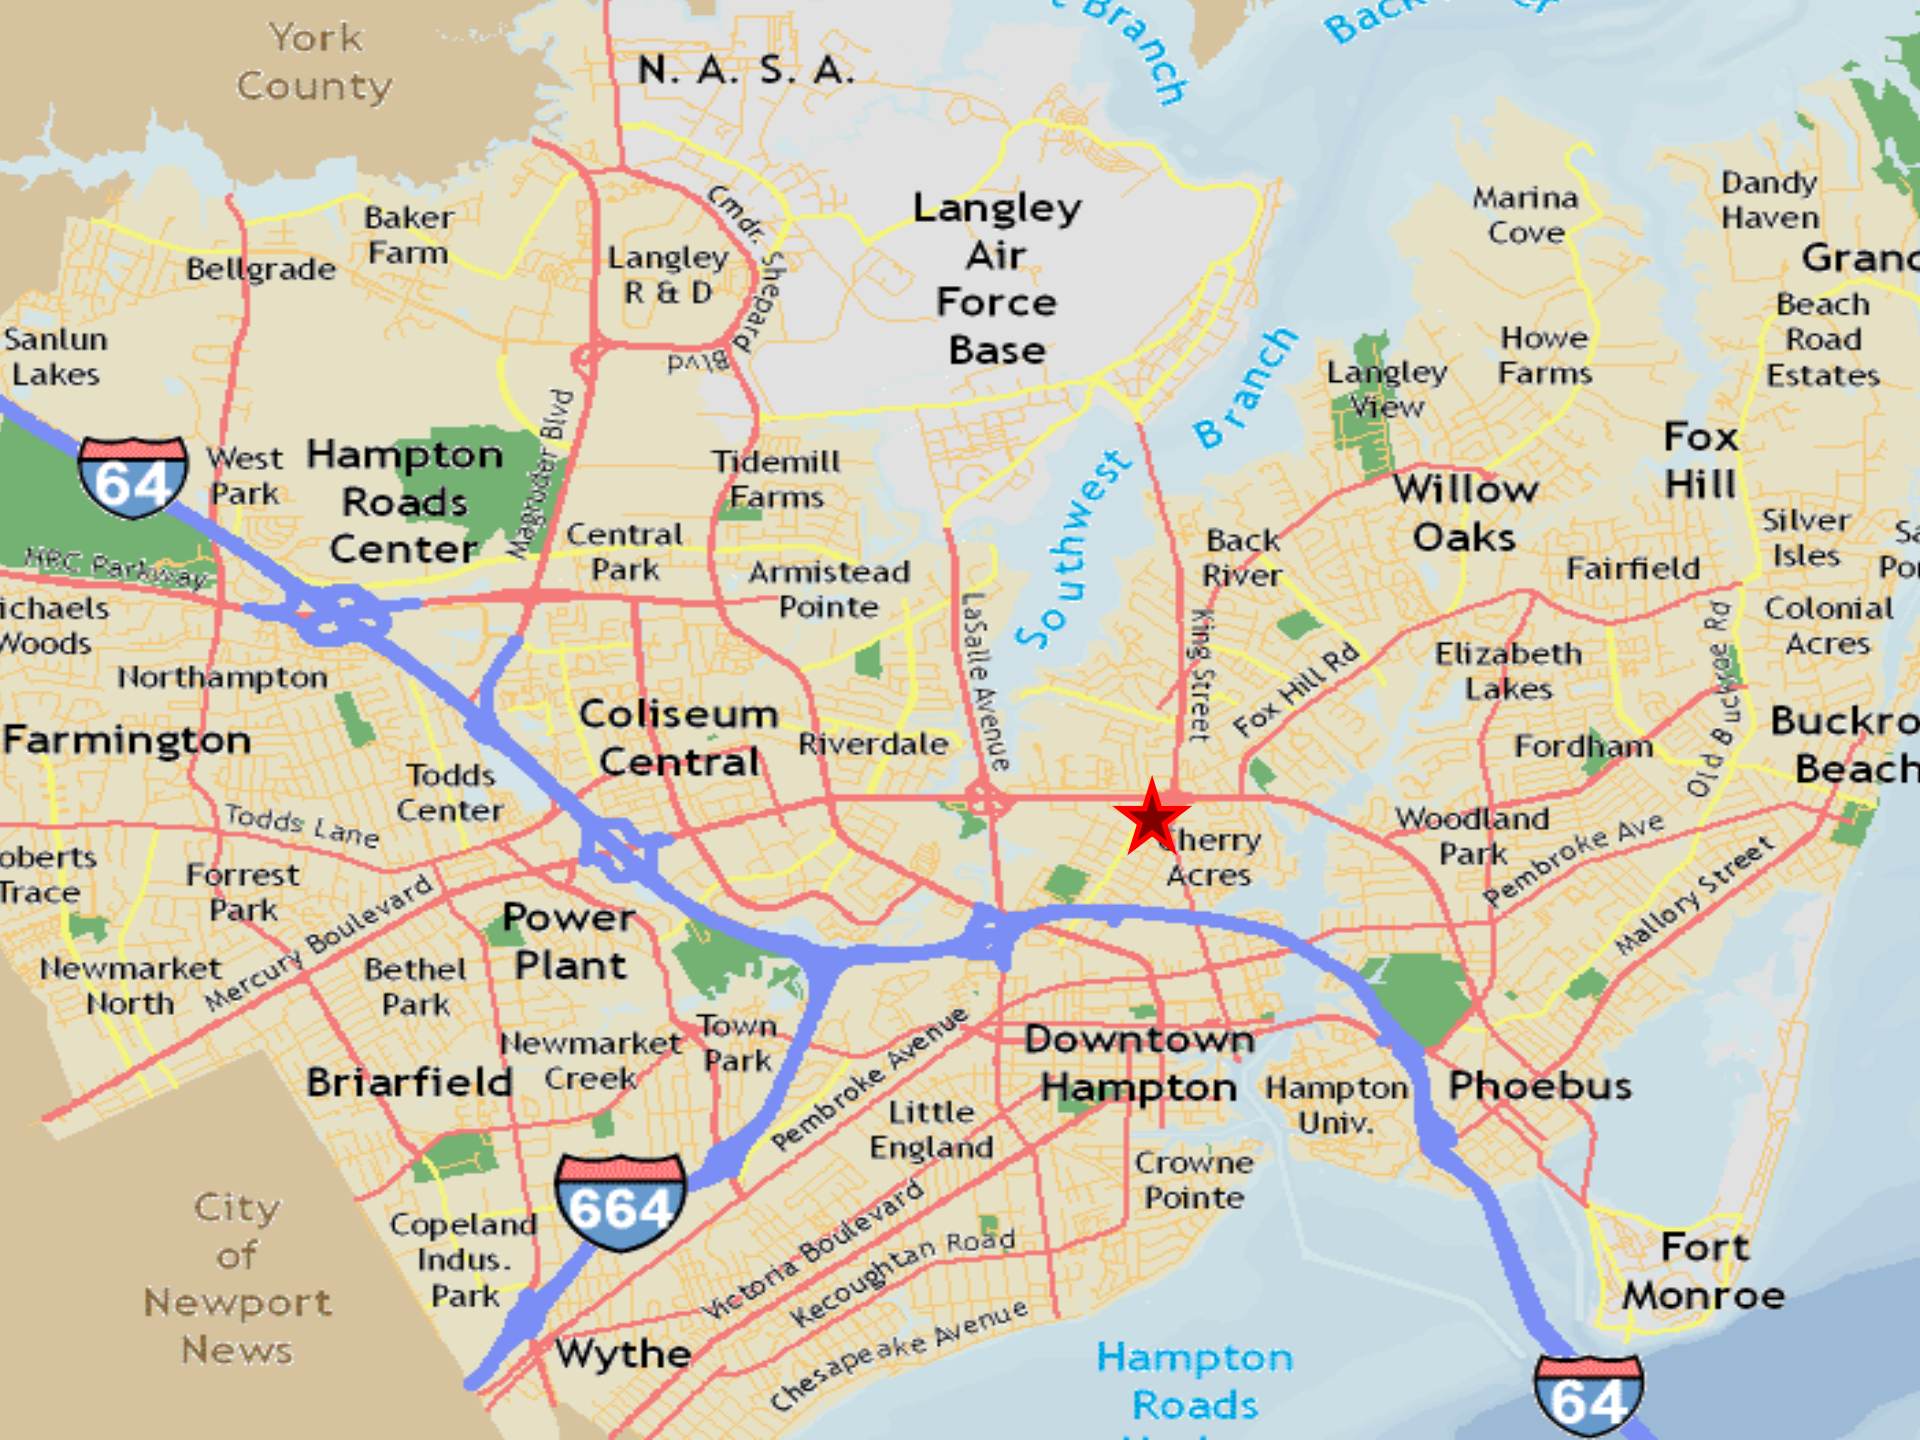 York
County
N. A. S. A.
Branch
Back
Cmdr. Shepard
Blvd
Langley
Air
Force
Base
Marina
Cove
Dandy
Haven
Baker
Farm
Bellgrade
Langley
R & D
Grand
Beach
Road
Estates
Sanlun
Lakes
Howe
Farms
Langley
View
Branch
Southwest
Fox
Hill
64
West
Park
Hampton
Roads
Center
Magruder Blvd
Tidemill
Farms
Willow
Oaks
Silver
Isles
Central
Park
Back
River
Fairfield
HRC Parkway
Armistead
Pointe
ichaels
Woods
Colonial
Acres
LaSalle Avenue
King Street
Fox Hill Rd
Elizabeth
Lakes
Old Buckroe Rd
Northampton
Farmington
Coliseum
Central
Riverdale
Fordham
Buckro
Beach
Todds
Center
Todds Lane
Cherry
Acres
Woodland
Park
Pembroke Ave
Mallory Street
oberts
Trace
Forrest
Park
Mercury Boulevard
Power
Plant
Newmarket
North
Bethel
Park
Newmarket
Creek
Town
Park
Pembroke Avenue
Downtown
Hampton
Hampton
Univ.
Phoebus
Briarfield
Little
England
Crowne
Pointe
664
City
of
Newport
News
Copeland
Indus.
Park
Victoria Boulevard
Kecoughtan Road
Chesapeake Avenue
Wythe
Fort
Monroe
Hampton
Roads
64